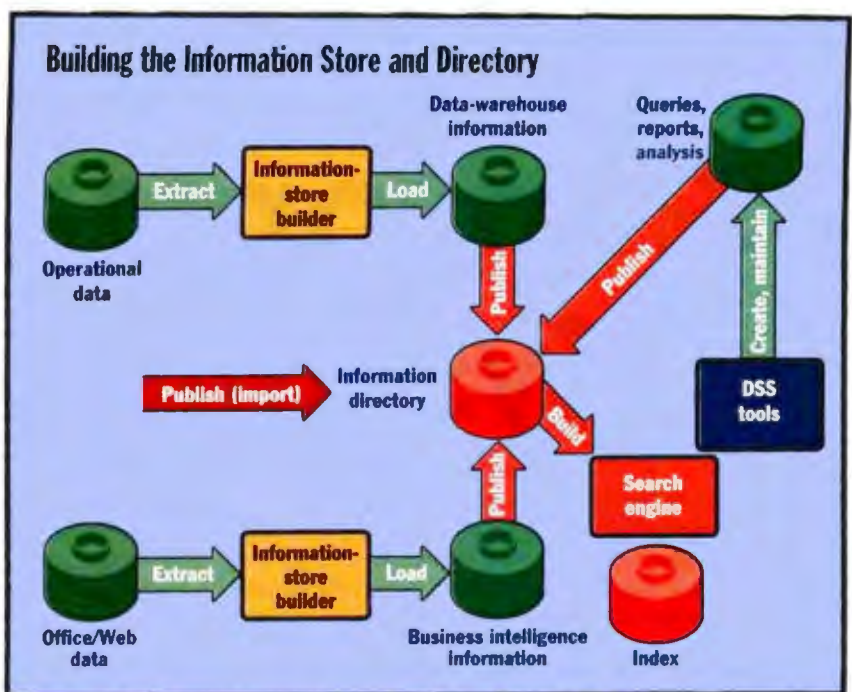 Building the Information Store and Directory
Data-warehouse
information
Queries,
reports,
analysis
Extract
Information-
store
builder
Load
Operational
data
Publish
Publish
Create, maintain
Publish (import)
Information
directory
Build
DSS
tools
Publish
Search
engine
Extract
Information-
store
builder
Load
Office/Web
data
Business intelligence
information
Index